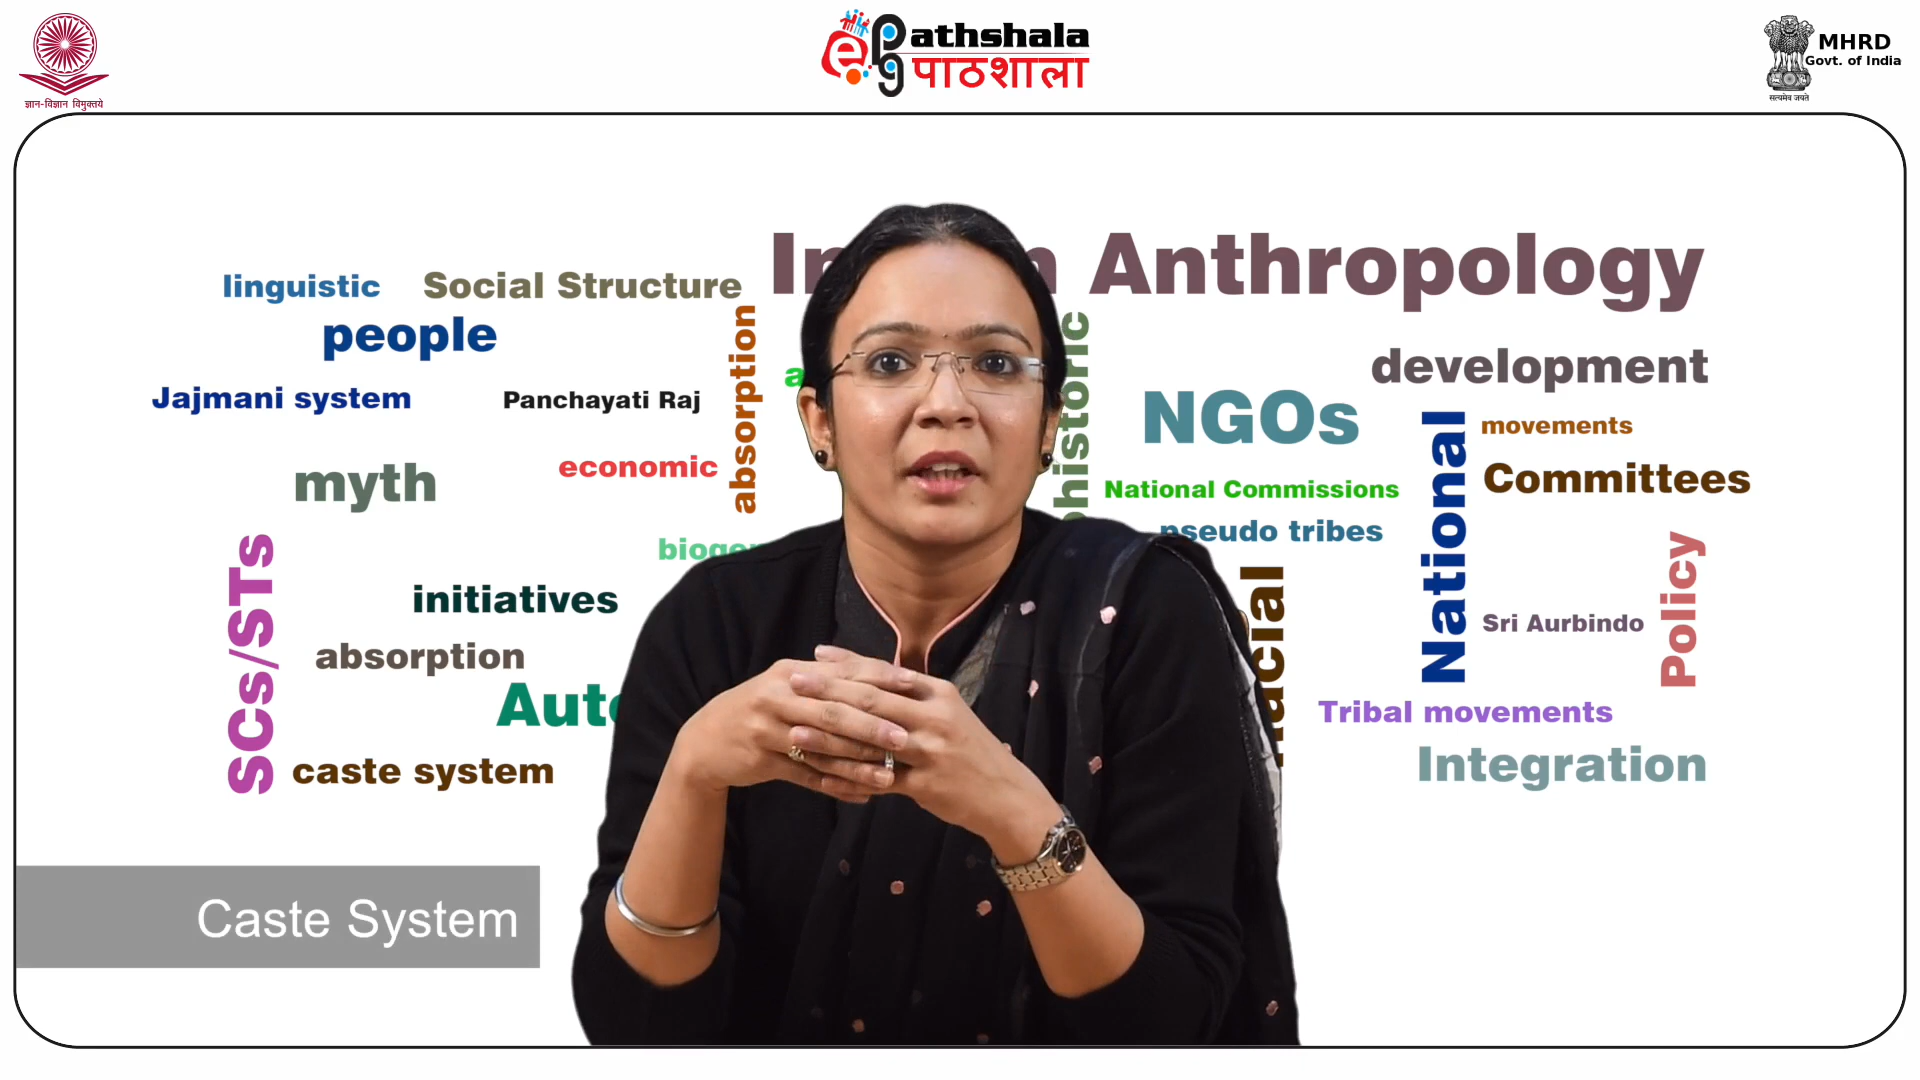 ज्ञान-विज्ञान विमुक्तये
ePathshala
पाठशाला
MHRD
Govt. of India
सत्यमेव जयते
Anthropology
linguistic
Social Structure
people
absorption
development
Jajmani system
Panchayati Raj
NGOs
movements
economic
myth
National Commissions
National
Committees
pseudo tribes
SCs/STs
initiatives
Policy
Sri Aurbindo
absorption
Tribal movements
caste system
Integration
Caste System